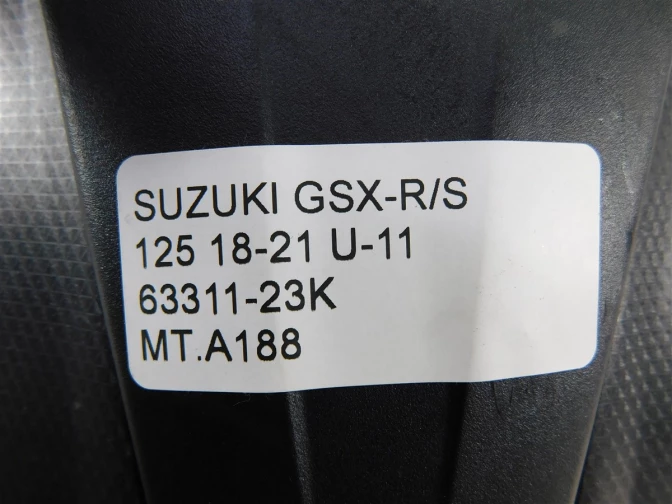 SUZUKI GSX-R/S
125 18-21 U-11
63311-23K
MT.A188